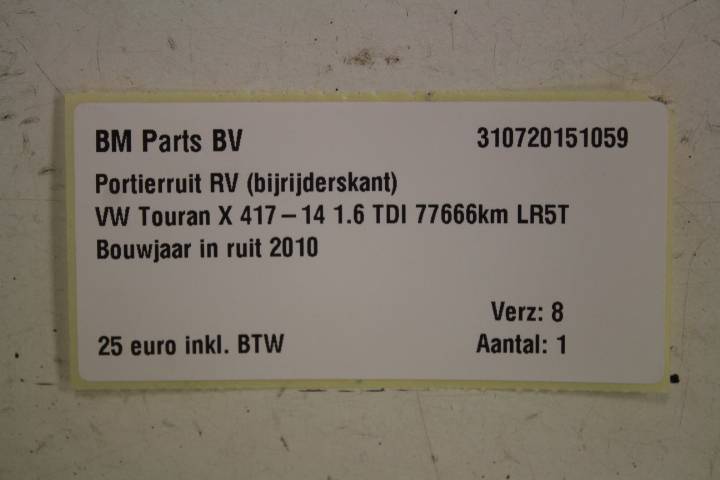 BM Parts BV 310720151059
Portierruit RV (bijrijderskant)
VW Touran X 417-14 1.6 TDI 77666km LR5T
Bouwjaar in ruit 2010
Verz: 8
25 euro inkl. BTW Aantal: 1